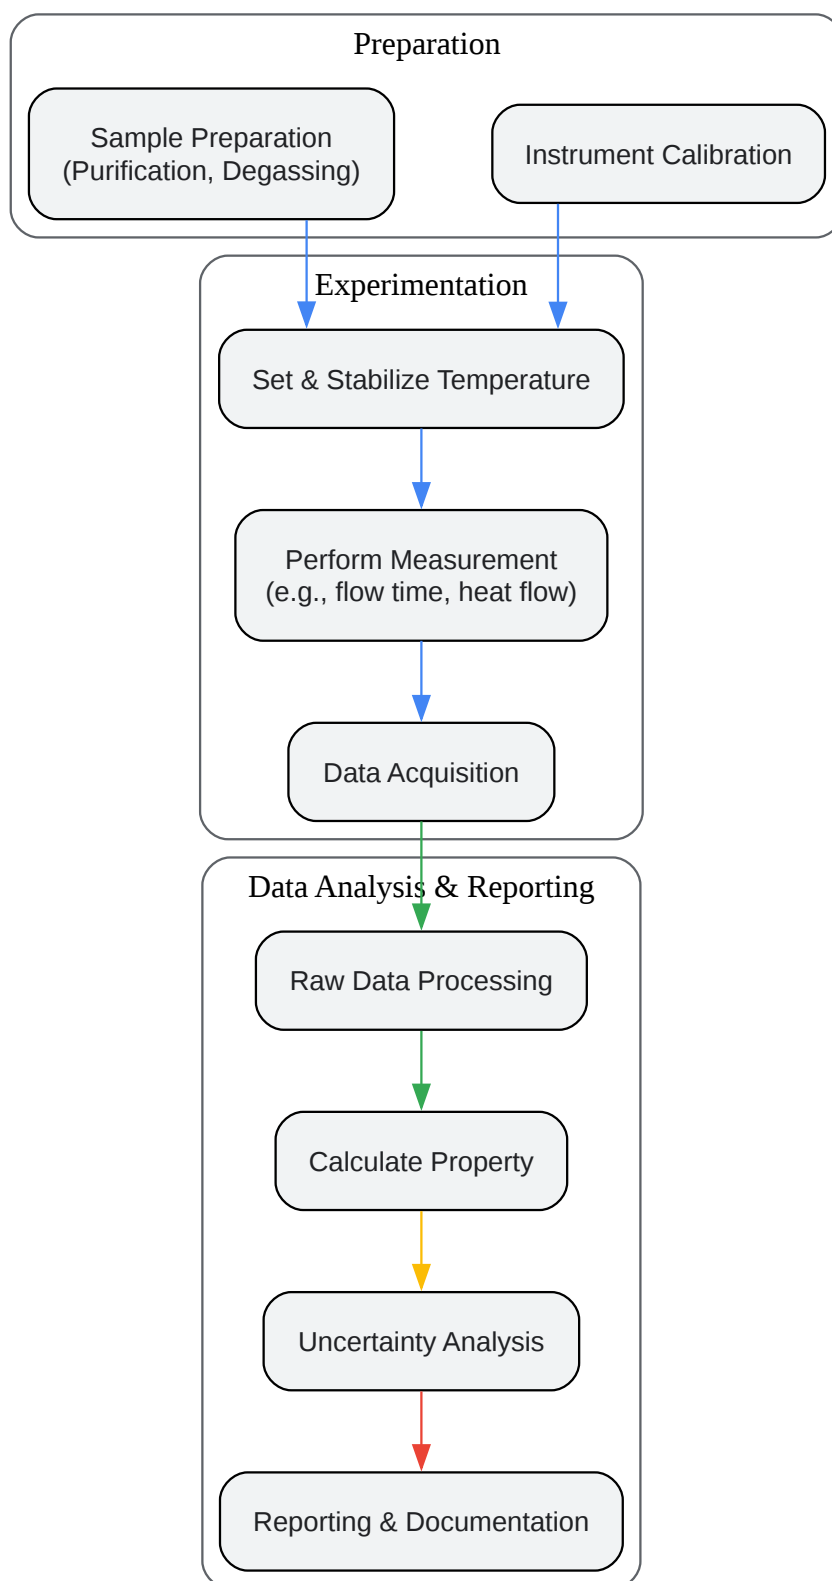 Preparation
Sample Preparation
(Purification, Degassing)
Instrument Calibration
Experimentation
Set & Stabilize Temperature
Perform Measurement
(e.g., flow time, heat flow)
Data Acquisition
Data Analysis & Reporting
Raw Data Processing
Calculate Property
Uncertainty Analysis
Reporting & Documentation